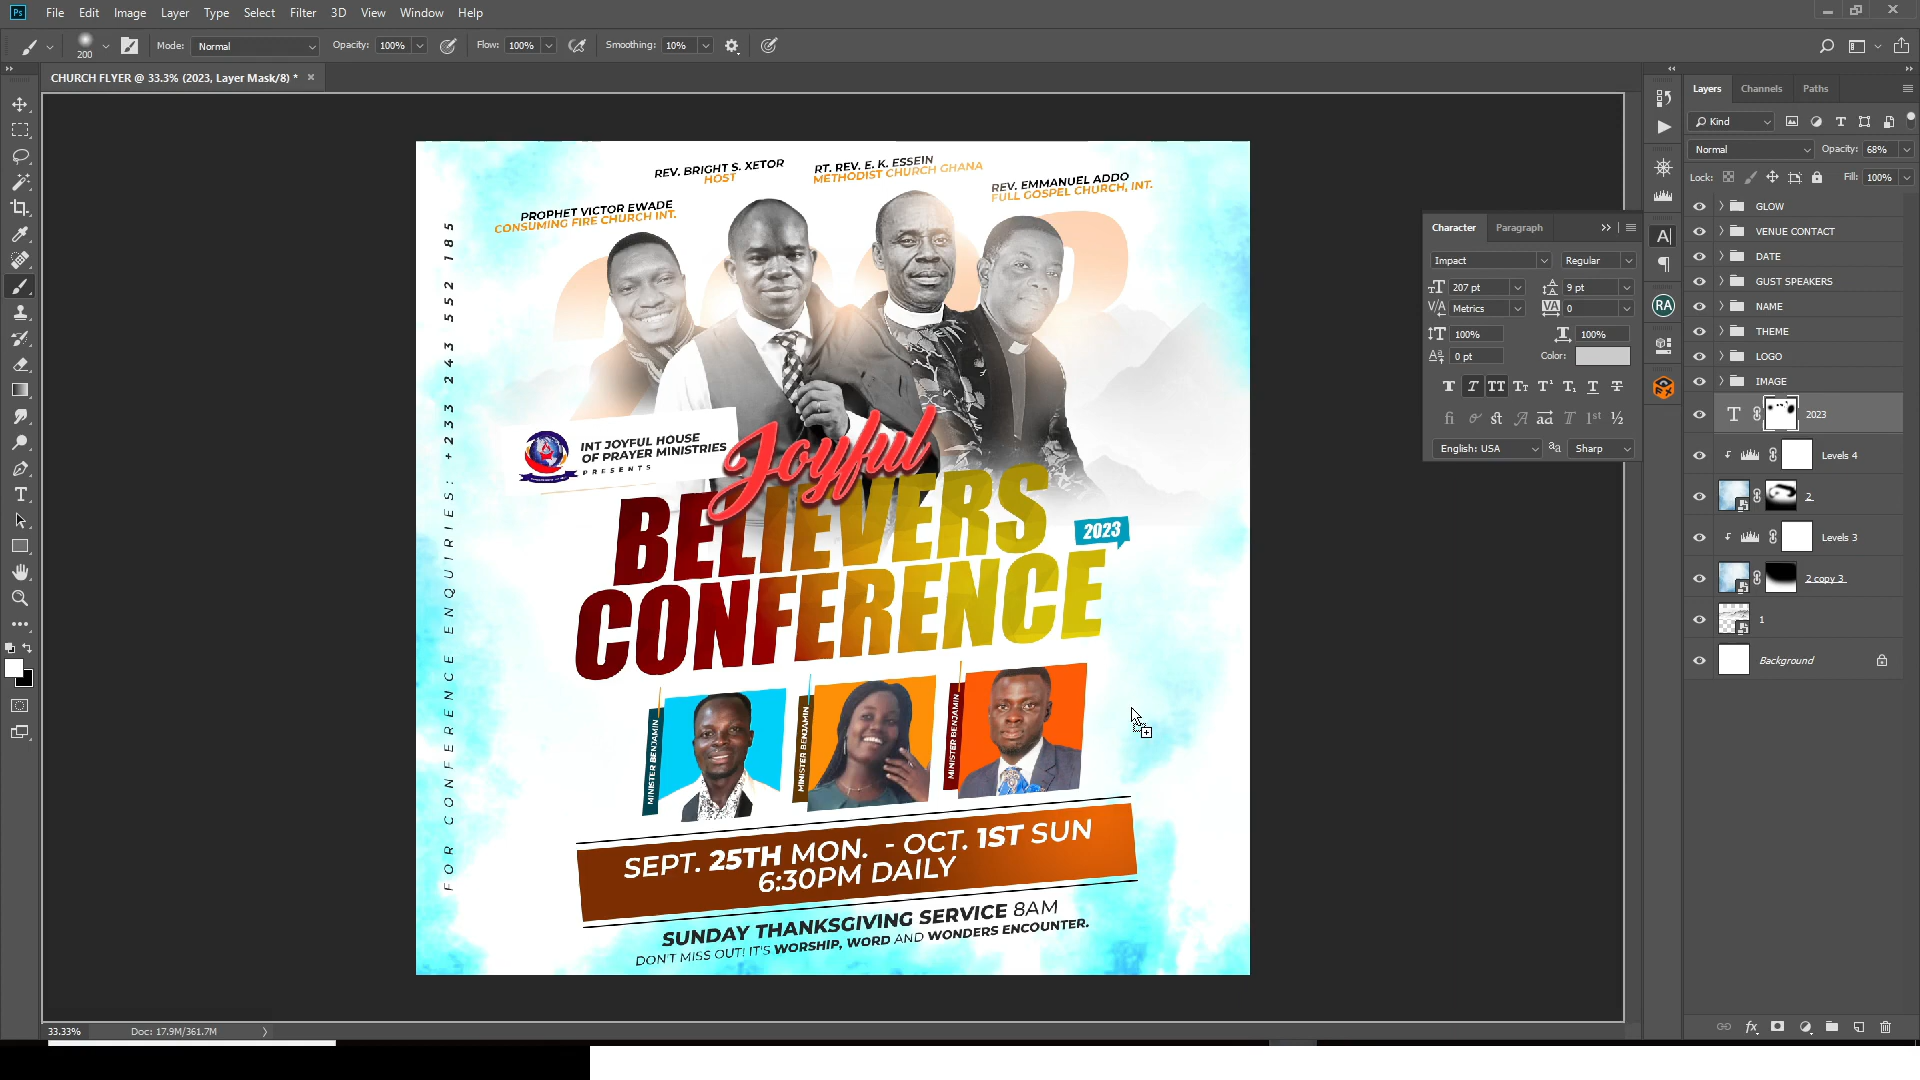 Ps File Edit Image Layer Type Select Filter 3D View Window Help
200 Mode: Normal Opacity: 100% Flow: 100% Smoothing: 10%
CHURCH FLYER @ 33.3% (2023, Layer Mask/8) * ×
REV. BRIGHT S. XETOR
HOST
RT. REV. E. K. ESSEIN
METHODIST CHURCH GHANA
REV. EMMANUEL ADDO
FULL GOSPEL CHURCH, INT.
PROPHET VICTOR EWADE
CONSUMING FIRE CHURCH INT.
FOR CONFERENCE ENQUIRIES: +233 243 552 185
INT JOYFUL HOUSE
OF PRAYER MINISTRIES
PRESENTS
Joyful
BELIEVERS
2023
CONFERENCE
MINISTER BENJAMIN
MINISTER BENJAMIN
MINISTER BENJAMIN
SEPT. 25TH MON. - OCT. 1ST SUN
6:30PM DAILY
SUNDAY THANKSGIVING SERVICE 8AM
DON'T MISS OUT! IT'S WORSHIP, WORD AND WONDERS ENCOUNTER.
Character Paragraph
Impact Regular
207 pt 9 pt
Metrics 0
100% 100%
0 pt Color:
English: USA Sharp
Layers Channels Paths
Kind
Normal Opacity: 68%
Lock: Fill: 100%
GLOW
VENUE CONTACT
DATE
GUST SPEAKERS
NAME
THEME
LOGO
IMAGE
2023
Levels 4
2
Levels 3
2 copy 3
1
Background
33.33% Doc: 17.9M/361.7M